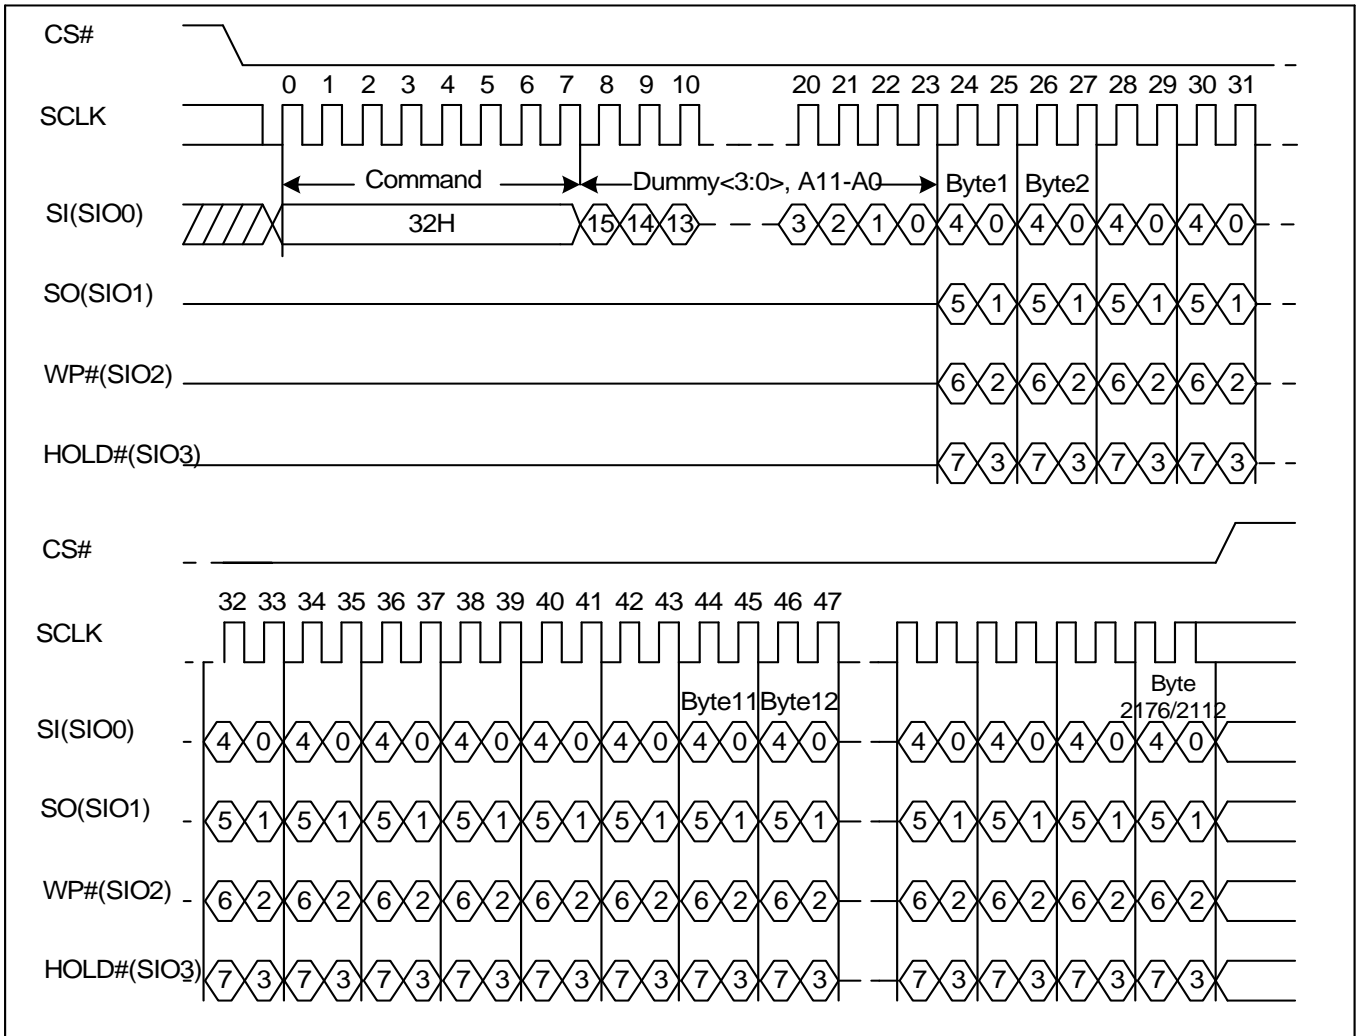 CS#
0 1 2 3 4 5 6 7 8 9 10 20 21 22 23 24 25 26 27 28 29 30 31
SCLK
Command Dummy<3:0>, A11-A0 Byte1 Byte2
SI(SIO0) 32H 15 14 13 3 2 1 0 4 0 4 0 4 0 4 0
SO(SIO1) 5 1 5 1 5 1 5 1
WP#(SIO2) 6 2 6 2 6 2 6 2
HOLD#(SIO3) 7 3 7 3 7 3 7 3
CS#
32 33 34 35 36 37 38 39 40 41 42 43 44 45 46 47
SCLK
Byte11 Byte12 Byte
2176/2112
SI(SIO0) 4 0 4 0 4 0 4 0 4 0 4 0 4 0 4 0 4 0 4 0 4 0 4 0
SO(SIO1) 5 1 5 1 5 1 5 1 5 1 5 1 5 1 5 1 5 1 5 1 5 1 5 1
WP#(SIO2) 6 2 6 2 6 2 6 2 6 2 6 2 6 2 6 2 6 2 6 2 6 2 6 2
HOLD#(SIO3) 7 3 7 3 7 3 7 3 7 3 7 3 7 3 7 3 7 3 7 3 7 3 7 3